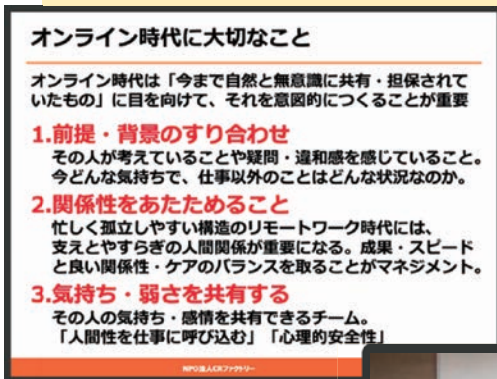 オンライン時代に大切なこと
オンライン時代は「今まで自然と無意識に共有・担保されて
いたもの」に目を向けて、それを意図的につくることが重要
1.前提・背景のすり合わせ
その人が考えていることや疑問・違和感を感じていること。
今どんな気持ちで、仕事以外のことはどんな状況なのか。
2.関係性をあたためること
忙しく孤立しやすい構造のリモートワーク時代には、
支えとやすらぎの人間関係が重要になる。成果・スピード
と良い関係性・ケアのバランスを取ることがマネジメント。
3.気持ち・弱さを共有する
その人の気持ち・感情を共有できるチーム。
「人間性を仕事に呼び込む」「心理的安全性」
NPO法人CRファクトリー